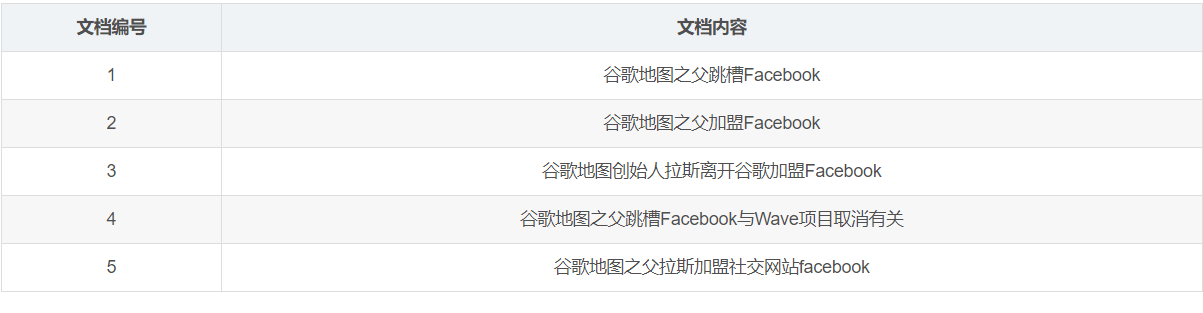 文档编号 文档内容
1 谷歌地图之父跳槽Facebook
2 谷歌地图之父加盟Facebook
3 谷歌地图创始人拉斯离开谷歌加盟Facebook
4 谷歌地图之父跳槽Facebook与Wave项目取消有关
5 谷歌地图之父拉斯加盟社交网站facebook